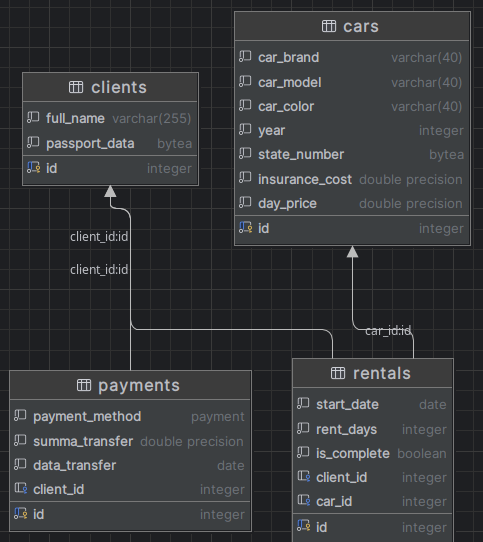 cars
car_brand varchar(40)
car_model varchar(40)
car_color varchar(40)
year integer
state_number bytea
insurance_cost double precision
day_price double precision
id integer
clients
full_name varchar(255)
passport_data bytea
id integer
client_id:id
client_id:id
car_id:id
payments
payment_method payment
summa_transfer double precision
data_transfer date
client_id integer
id integer
rentals
start_date date
rent_days integer
is_complete boolean
client_id integer
car_id integer
id integer